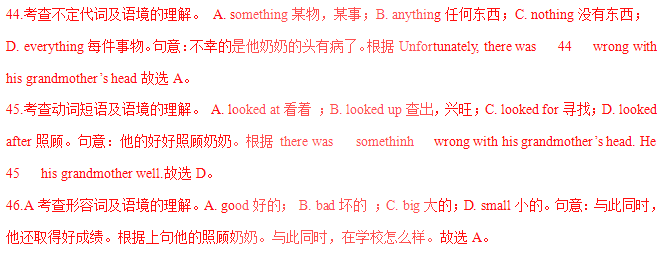 44.考查不定代词及语境的理解。 A. something 某物，某事；B. anything 任何东西；C. nothing 没有东西；
D. everything 每件事物。句意：不幸的是他奶奶的头有病了。根据 Unfortunately, there was 44 wrong with
his grandmother's head 故选 A。
45.考查动词短语及语境的理解。 A. looked at 看着 ；B. looked up 查出，兴旺；C. looked for 寻找；D. looked
after 照顾。句意：他的好好照顾奶奶。根据 there was somethinh wrong with his grandmother's head. He
45 his grandmother well.故选 D。
46.A 考查形容词及语境的理解。A. good 好的； B. bad 坏的 ；C. big 大的；D. small 小的。句意：与此同时，
他还取得好成绩。根据上句他的照顾奶奶。与此同时，在学校怎么样。故选 A。